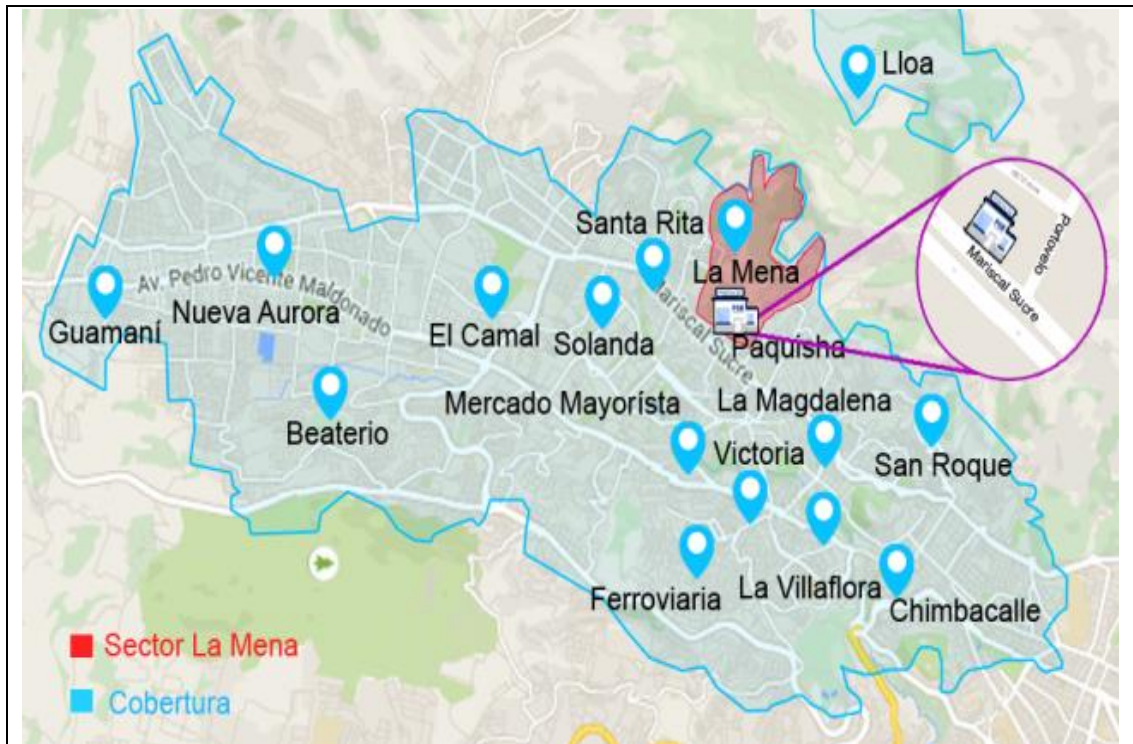 Lloa
Santa Rita
La Mena
Portovelo
Mariscal Sucre
Av. Pedro Vicente Maldonado
Nueva Aurora
Guamaní
El Camal
Solanda
Mariscal Sucre
Paquisha
Mercado Mayorísta
La Magdalena
Beaterio
Victoria
San Roque
Ferroviaria
La Villaflora
Chimbacalle
Sector La Mena
Cobertura